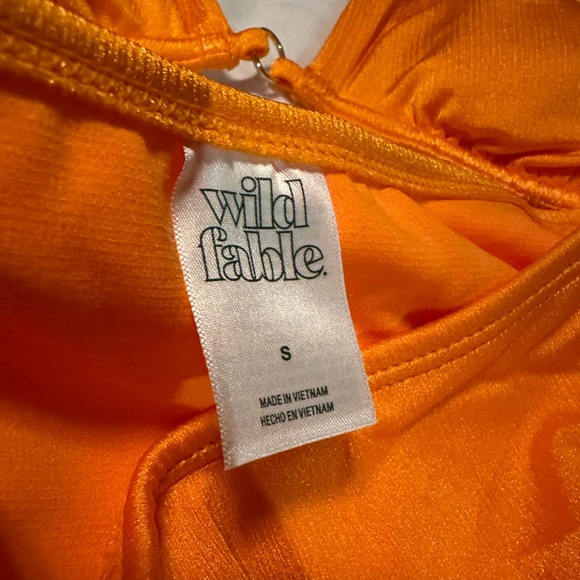 wild
fable.
S
MADE IN VIETNAM
HECHO EN VIETNAM